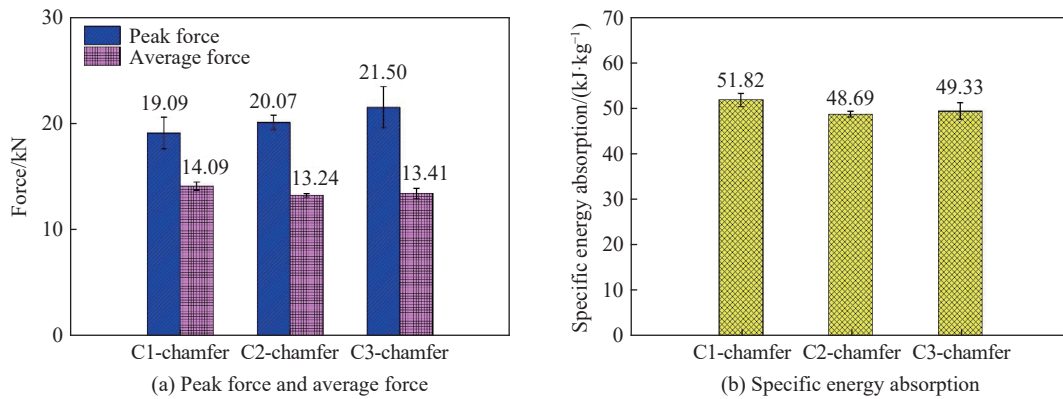 30
20
10
0
Force/kN
Peak force
Average force
19.09
14.09
20.07
13.24
21.50
13.41
C1-chamfer C2-chamfer C3-chamfer
(a) Peak force and average force
70
60
50
40
30
20
10
0
Specific energy absorption/(kJ·kg⁻¹)
51.82
48.69
49.33
C1-chamfer C2-chamfer C3-chamfer
(b) Specific energy absorption